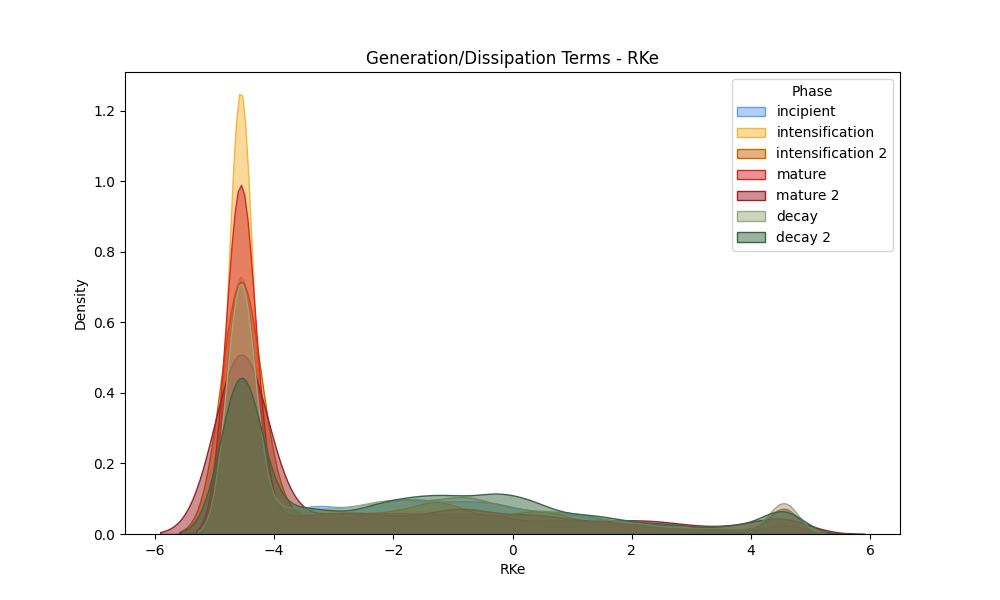 Generation/Dissipation Terms - RKe
Phase
incipient
intensification
intensification 2
mature
mature 2
decay
decay 2
1.2
1.0
0.8
0.6
0.4
0.2
0.0
Density
−6
−4
−2
0
2
4
6
RKe